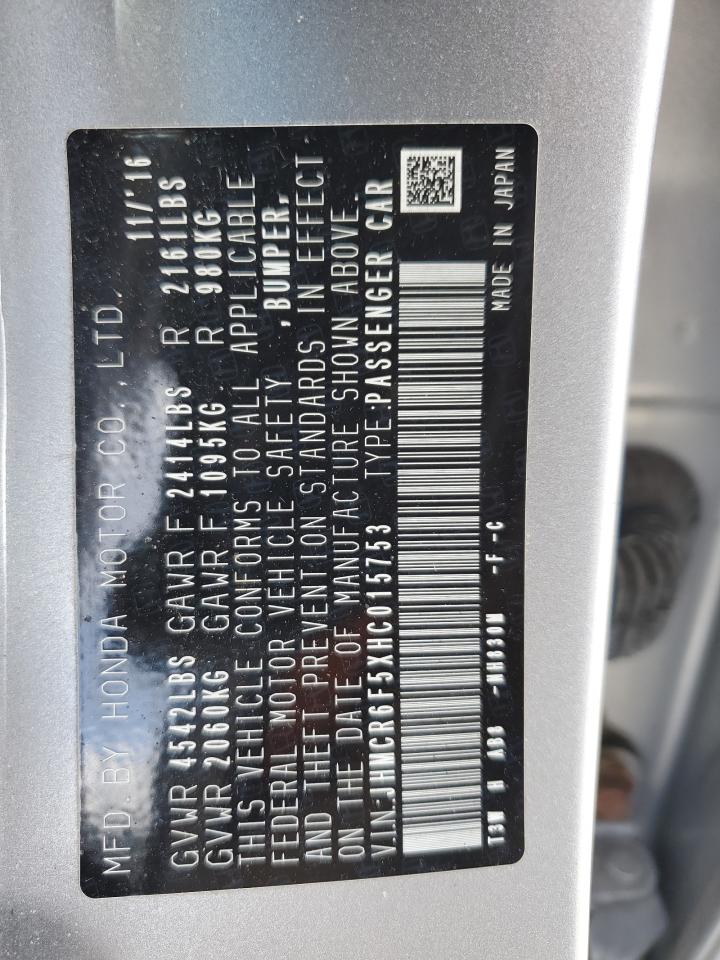 MFD. BY HONDA MOTOR CO., LTD. 11/'16
GVWR 4542LBS GAWR F 2414LBS R 2161LBS
GVWR 2060KG GAWR F 1095KG R 980KG
THIS VEHICLE CONFORMS TO ALL APPLICABLE
FEDERAL MOTOR VEHICLE SAFETY ,BUMPER,
AND THEFT PREVENTION STANDARDS IN EFFECT
ON THE DATE OF MANUFACTURE SHOWN ABOVE.
V.I.N.:JHMCR6F5XHC015753 TYPE:PASSENGER CAR
-F -C MADE IN JAPAN